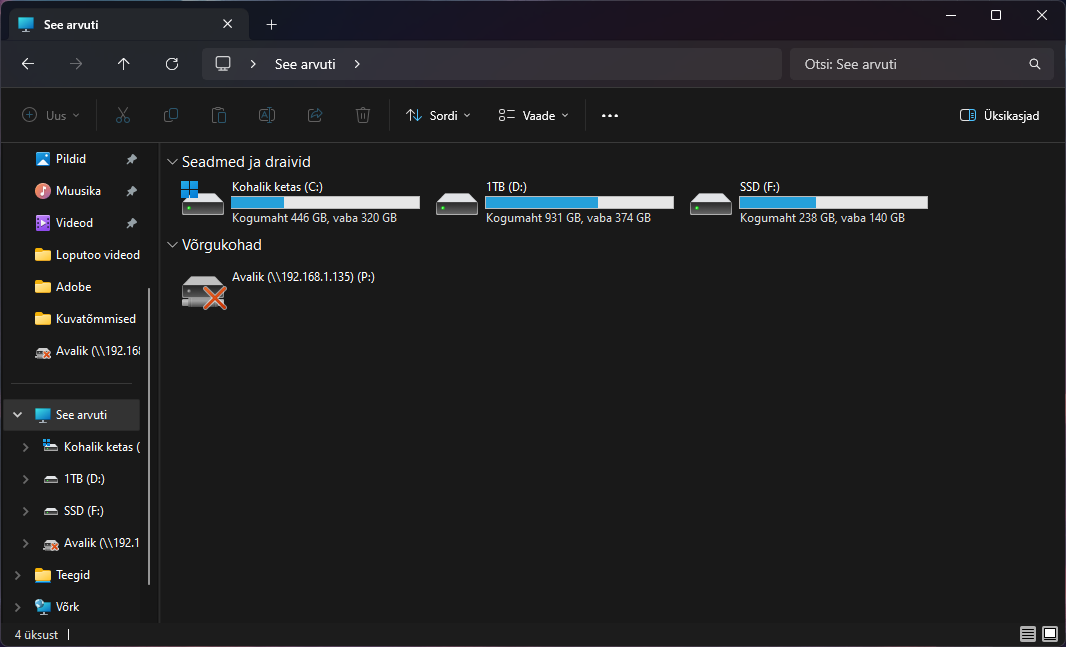 See arvuti
See arvuti
Otsi: See arvuti
Uus
Sordi
Vaade
Üksikasjad
Pildid
Muusika
Videod
Loputoo videod
Adobe
Kuvatõmmised
Avalik (\\192.168
See arvuti
Kohalik ketas (
1TB (D:)
SSD (F:)
Avalik (\\192.1
Teegid
Võrk
Seadmed ja draivid
Kohalik ketas (C:)
Kogumaht 446 GB, vaba 320 GB
1TB (D:)
Kogumaht 931 GB, vaba 374 GB
SSD (F:)
Kogumaht 238 GB, vaba 140 GB
Võrgukohad
Avalik (\\192.168.1.135) (P:)
4 üksust